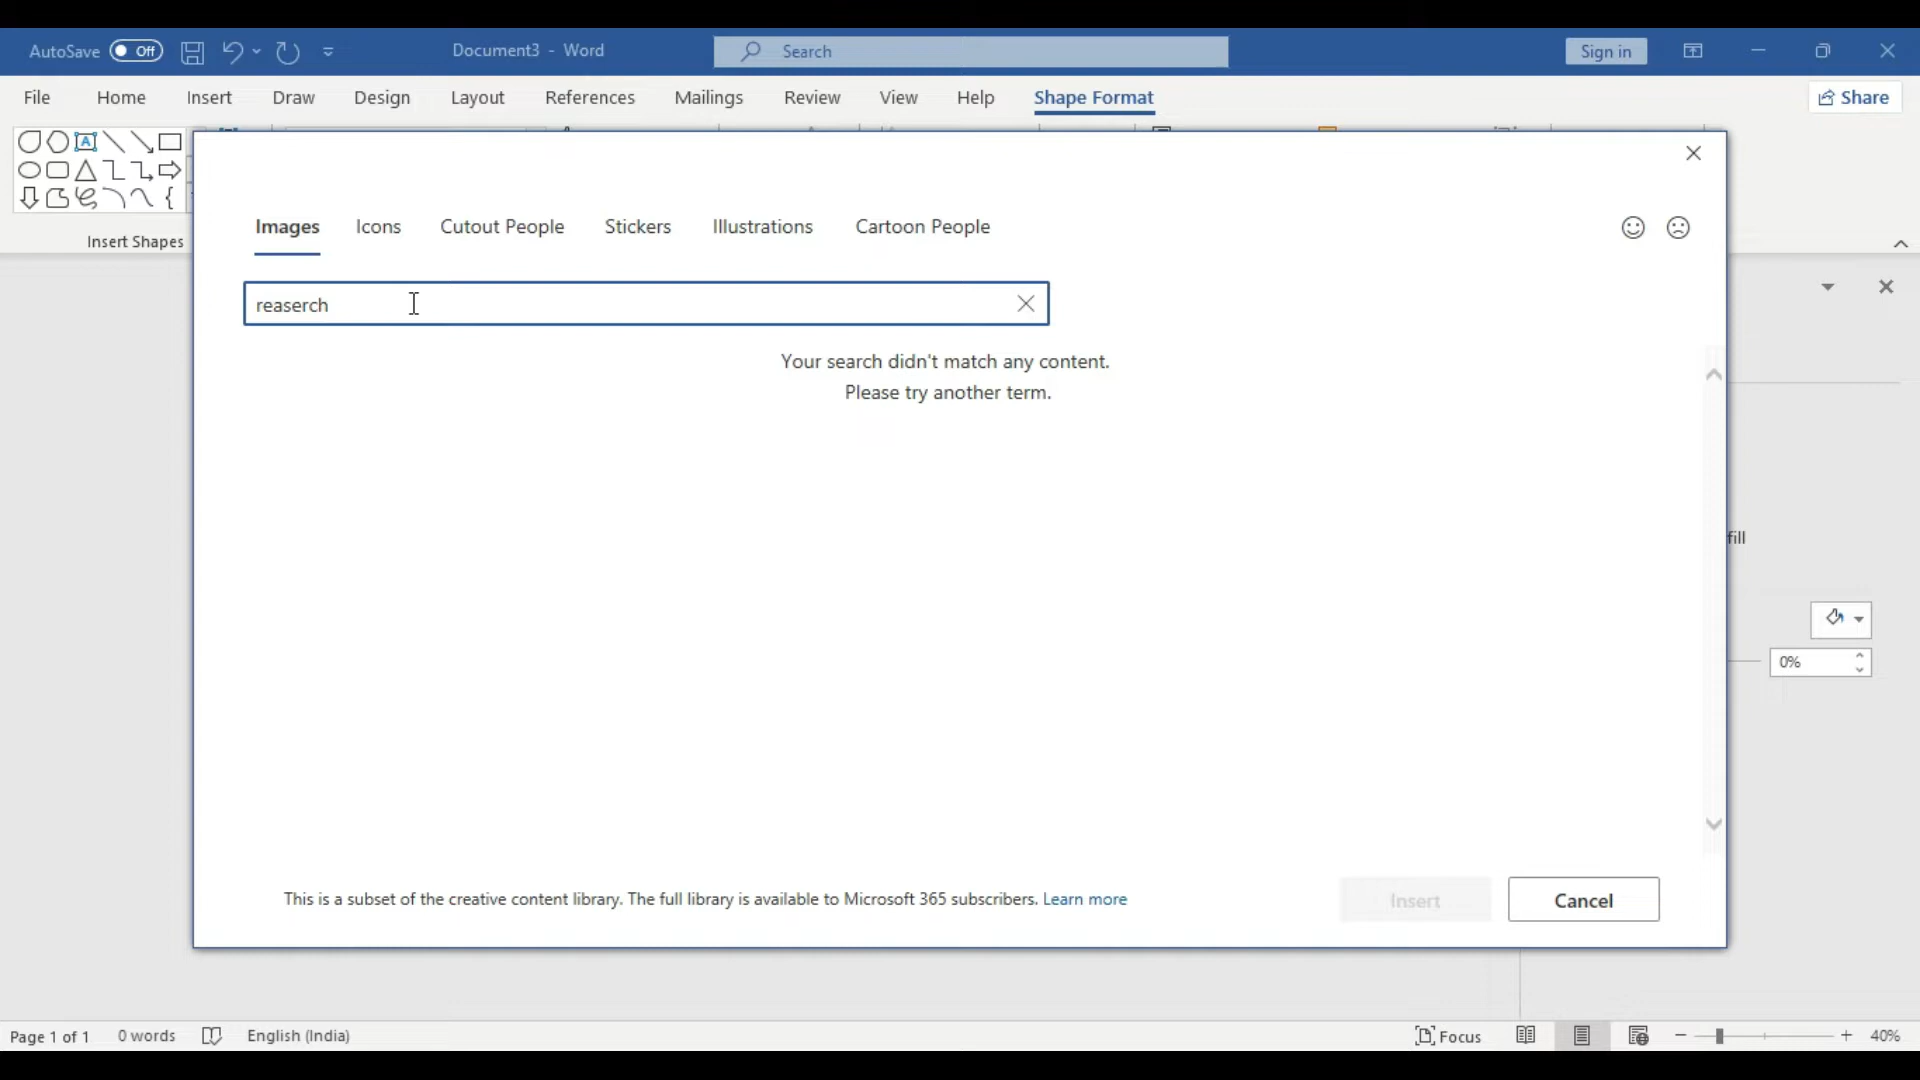 AutoSave Off
Document3 - Word
Search
Sign in
File Home Insert Draw Design Layout References Mailings Review View Help Shape Format
Share
A
Insert Shapes
Images Icons Cutout People Stickers Illustrations Cartoon People
reaserch
Your search didn't match any content.
Please try another term.
fill
0%
This is a subset of the creative content library. The full library is available to Microsoft 365 subscribers. Learn more
Insert
Cancel
Page 1 of 1 0 words English (India)
Focus
40%